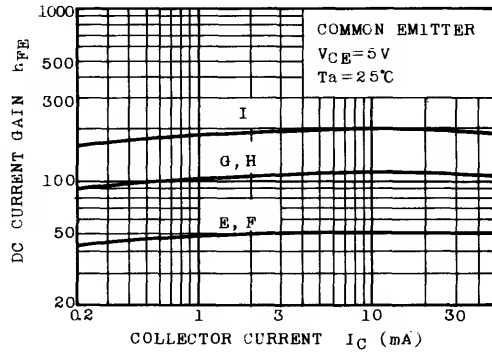 1000
COMMON EMITTER
VCE=5V
Ta=25℃
500
300
I
G, H
100
E, F
50
20
0.2
1
3
10
30
DC CURRENT GAIN hFE
COLLECTOR CURRENT IC (mA)